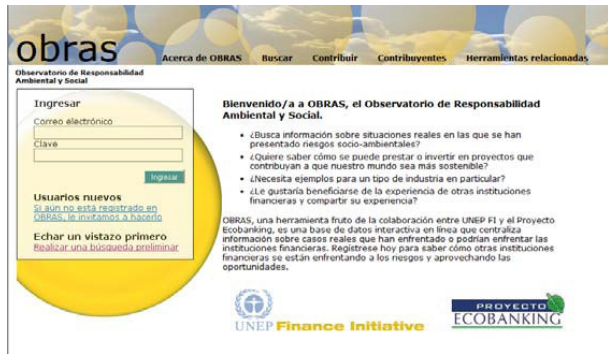 obras
Acerca de OBRAS Buscar Contribuir Contribuyentes Herramientas relacionadas
Observatorio de Responsabilidad
Ambiental y Social
Ingresar
Correo electrónico
Clave
Ingresar
Usuarios nuevos
Si aún no está registrado en
OBRAS, le invitamos a hacerlo
Echar un vistazo primero
Realizar una búsqueda preliminar
Bienvenido/a a OBRAS, el Observatorio de Responsabilidad
Ambiental y Social.
• ¿Busca información sobre situaciones reales en las que se han
presentado riesgos socio-ambientales?
• ¿Quiere saber cómo se puede prestar o invertir en proyectos que
contribuyan a que nuestro mundo sea más sostenible?
• ¿Necesita ejemplos para un tipo de industria en particular?
• ¿Le gustaría beneficiarse de la experiencia de otras instituciones
financieras y compartir su experiencia?
OBRAS, una herramienta fruto de la colaboración entre UNEP FI y el Proyecto
Ecobanking, es una base de datos interactiva en línea que centraliza
información sobre casos reales que han enfrentado o podrían enfrentar las
instituciones financieras. Regístrese hoy para saber cómo otras instituciones
financieras se están enfrentando a los riesgos y aprovechando las
oportunidades.
UNEP Finance Initiative
PROYECTO
ECOBANKING